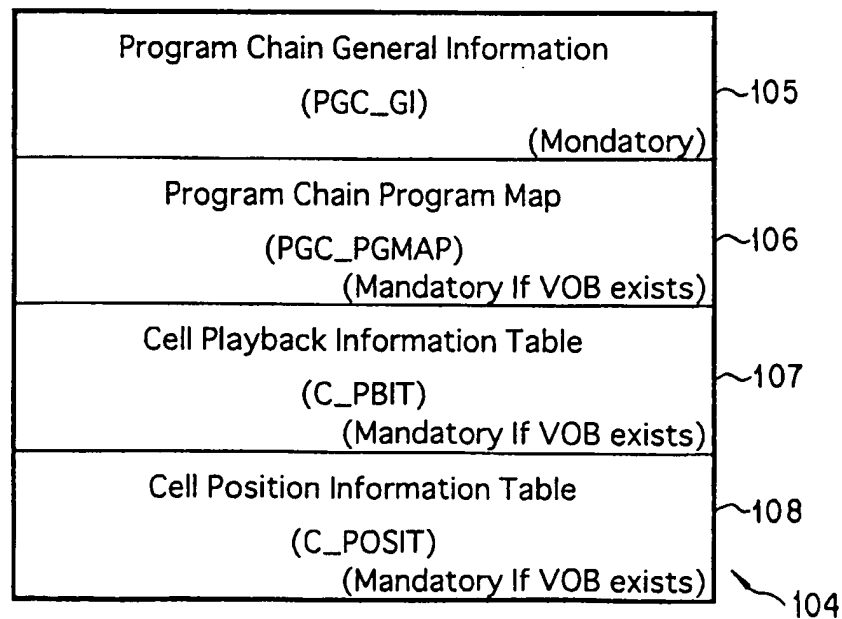 Program Chain General Information
(PGC_GI)
(Mondatory)
105
Program Chain Program Map
(PGC_PGMAP)
(Mandatory If VOB exists)
106
Cell Playback Information Table
(C_PBIT)
(Mandatory If VOB exists)
107
Cell Position Information Table
(C_POSIT)
(Mandatory If VOB exists)
108
104